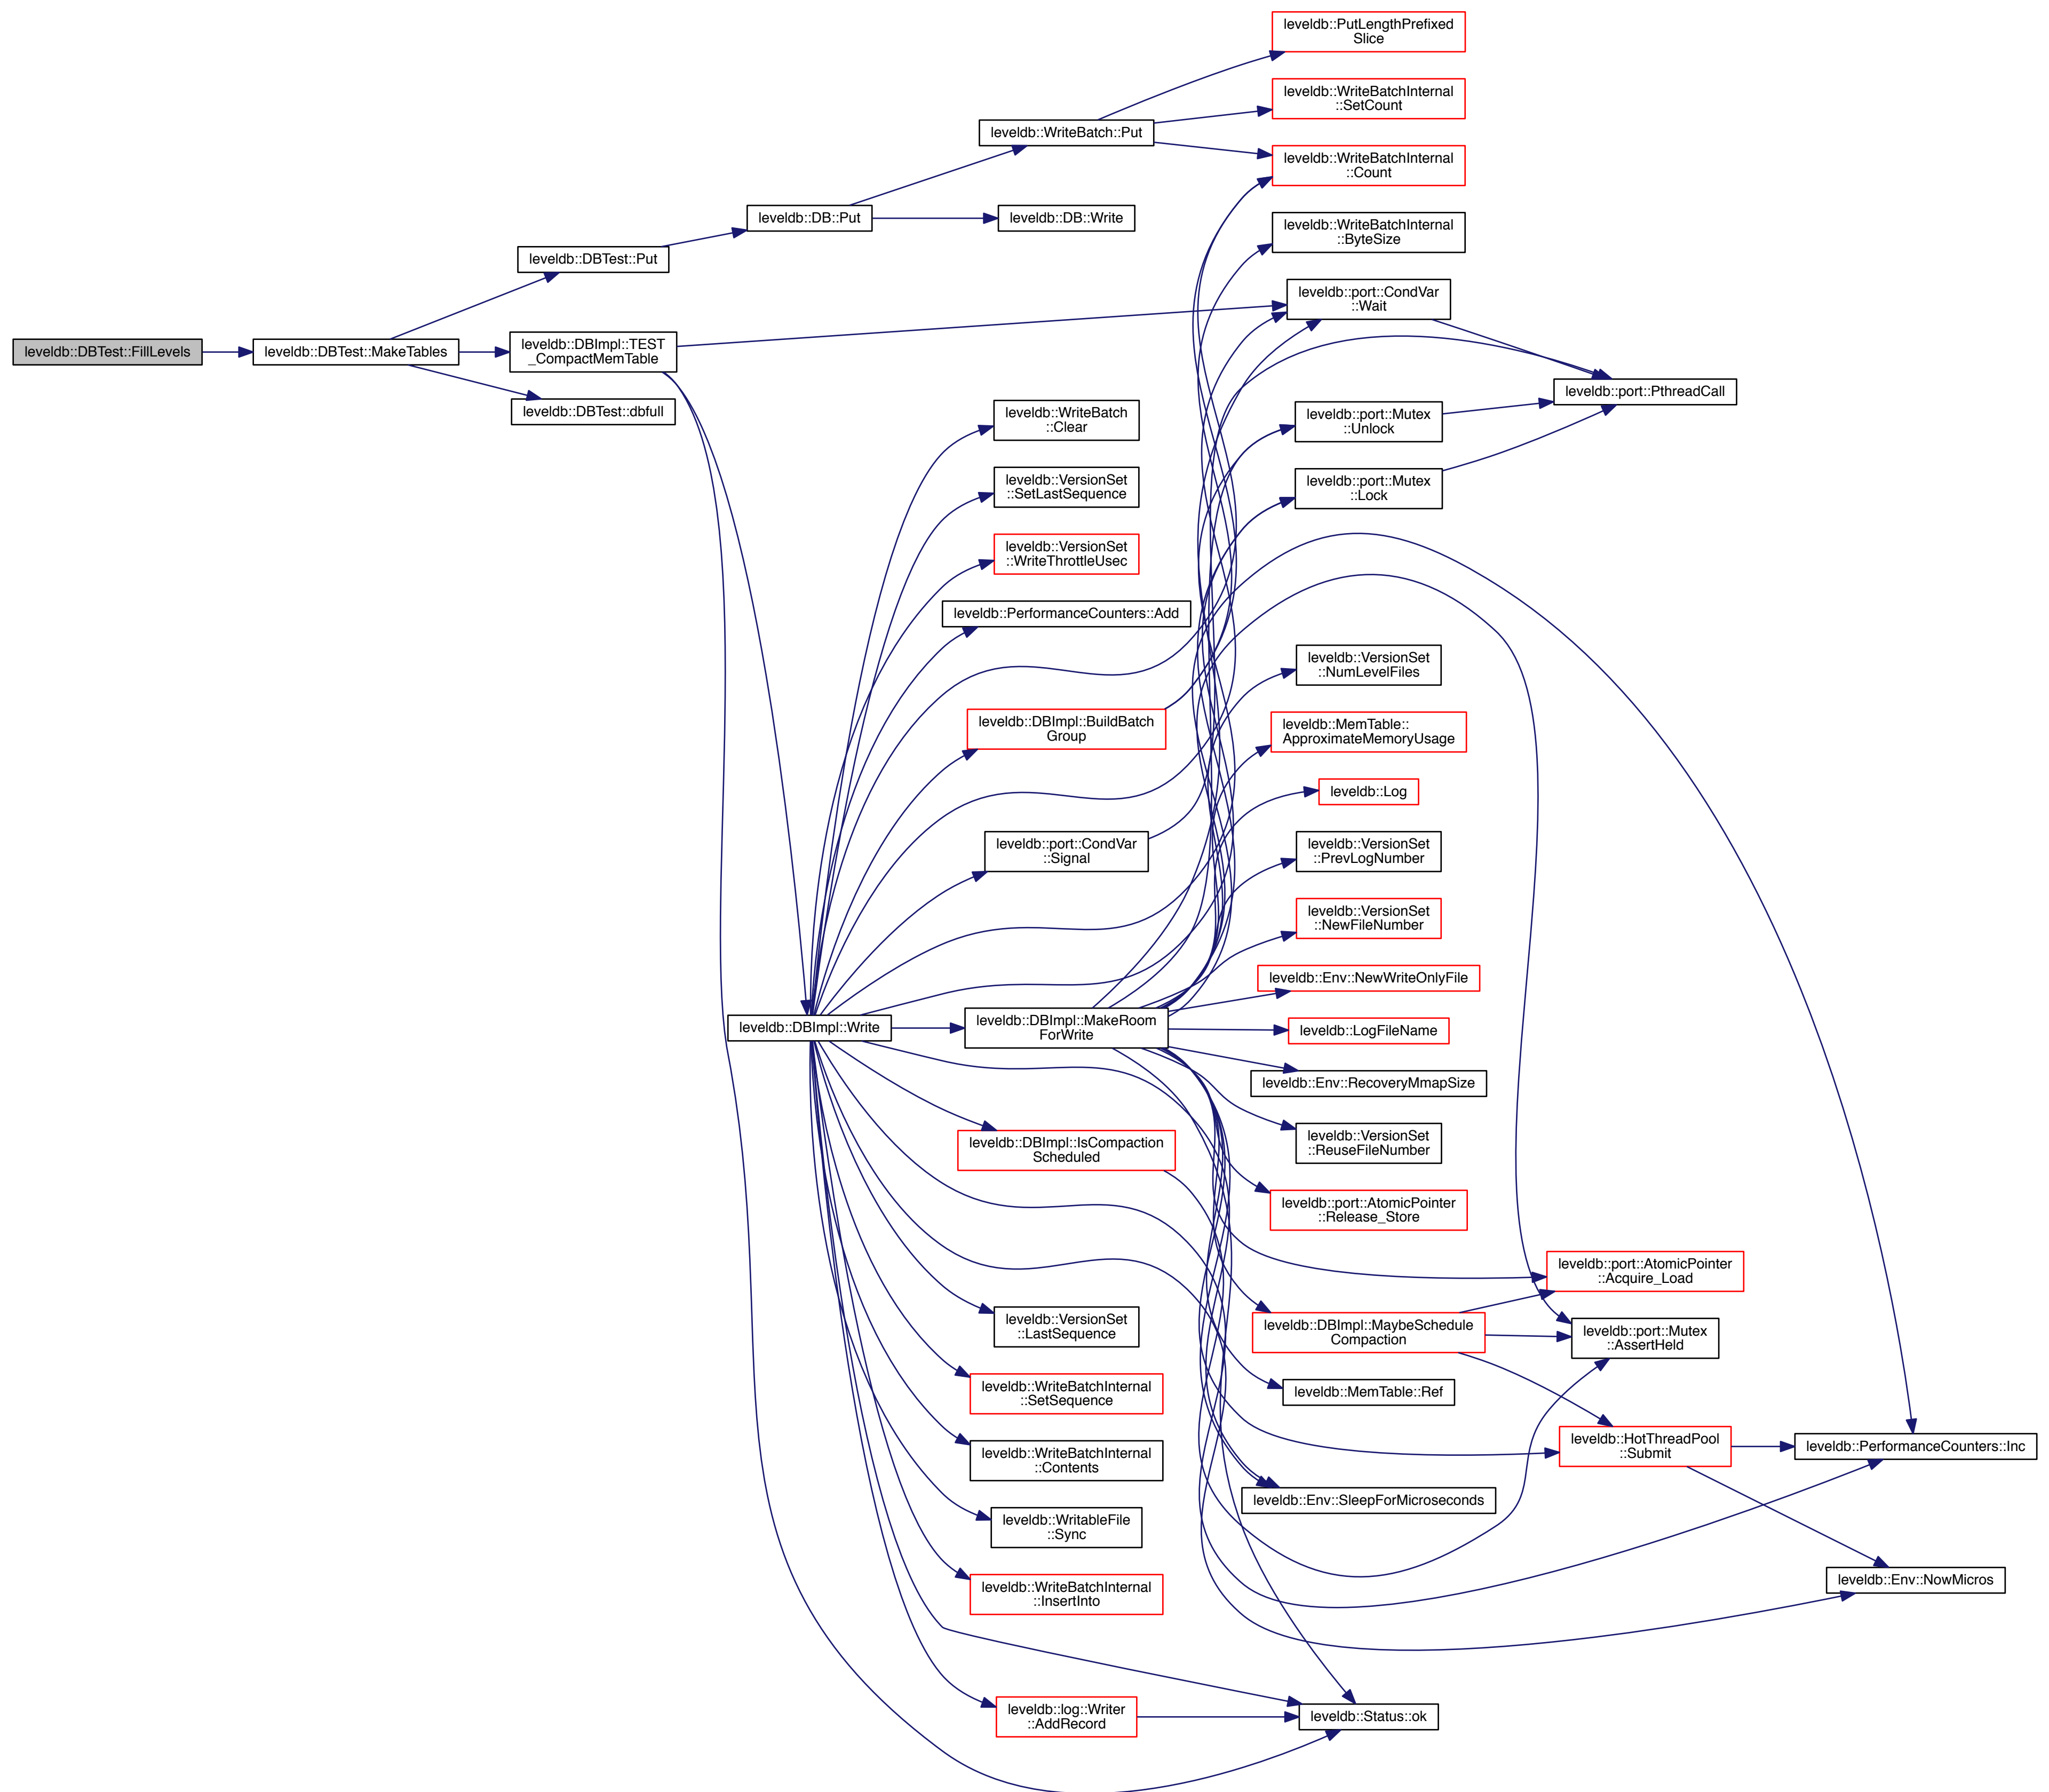 leveldb::DBTest::FillLevels
leveldb::DBTest::MakeTables
leveldb::DBTest::Put
leveldb::DBImpl::TEST
_CompactMemTable
leveldb::DBTest::dbfull
leveldb::DB::Put
leveldb::DBImpl::Write
leveldb::WriteBatch::Put
leveldb::DB::Write
leveldb::WriteBatch
::Clear
leveldb::VersionSet
::SetLastSequence
leveldb::VersionSet
::WriteThrottleUsec
leveldb::PerformanceCounters::Add
leveldb::DBImpl::BuildBatch
Group
leveldb::port::CondVar
::Signal
leveldb::DBImpl::MakeRoom
ForWrite
leveldb::DBImpl::IsCompaction
Scheduled
leveldb::VersionSet
::LastSequence
leveldb::WriteBatchInternal
::SetSequence
leveldb::WriteBatchInternal
::Contents
leveldb::WritableFile
::Sync
leveldb::WriteBatchInternal
::InsertInto
leveldb::log::Writer
::AddRecord
leveldb::PutLengthPrefixed
Slice
leveldb::WriteBatchInternal
::SetCount
leveldb::WriteBatchInternal
::Count
leveldb::WriteBatchInternal
::ByteSize
leveldb::port::CondVar
::Wait
leveldb::port::Mutex
::Unlock
leveldb::port::Mutex
::Lock
leveldb::VersionSet
::NumLevelFiles
leveldb::MemTable::
ApproximateMemoryUsage
leveldb::Log
leveldb::VersionSet
::PrevLogNumber
leveldb::VersionSet
::NewFileNumber
leveldb::Env::NewWriteOnlyFile
leveldb::LogFileName
leveldb::Env::RecoveryMmapSize
leveldb::VersionSet
::ReuseFileNumber
leveldb::port::AtomicPointer
::Release_Store
leveldb::DBImpl::MaybeSchedule
Compaction
leveldb::MemTable::Ref
leveldb::Env::SleepForMicroseconds
leveldb::Status::ok
leveldb::port::PthreadCall
leveldb::port::AtomicPointer
::Acquire_Load
leveldb::port::Mutex
::AssertHeld
leveldb::HotThreadPool
::Submit
leveldb::PerformanceCounters::Inc
leveldb::Env::NowMicros